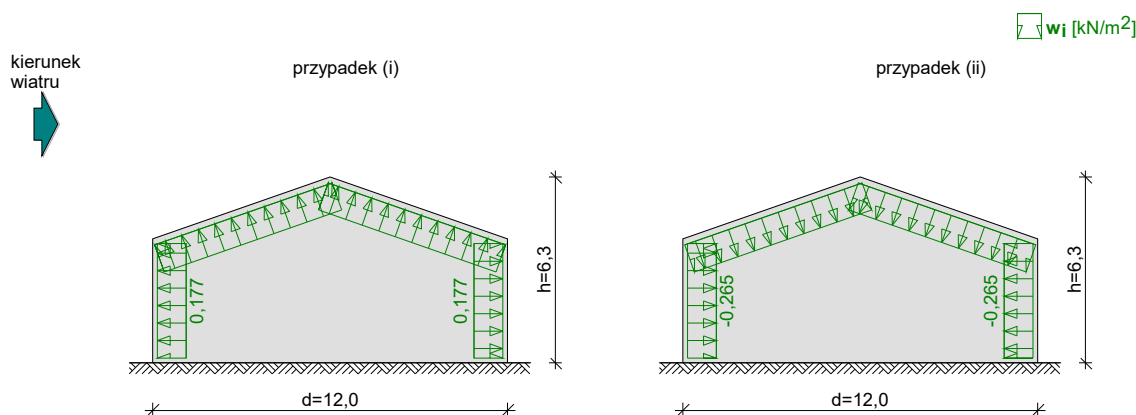 wi [kN/m2]
kierunek
wiatru
przypadek (i)
przypadek (ii)
0,177
0,177
h=6,3
d=12,0
-0,265
-0,265
h=6,3
d=12,0